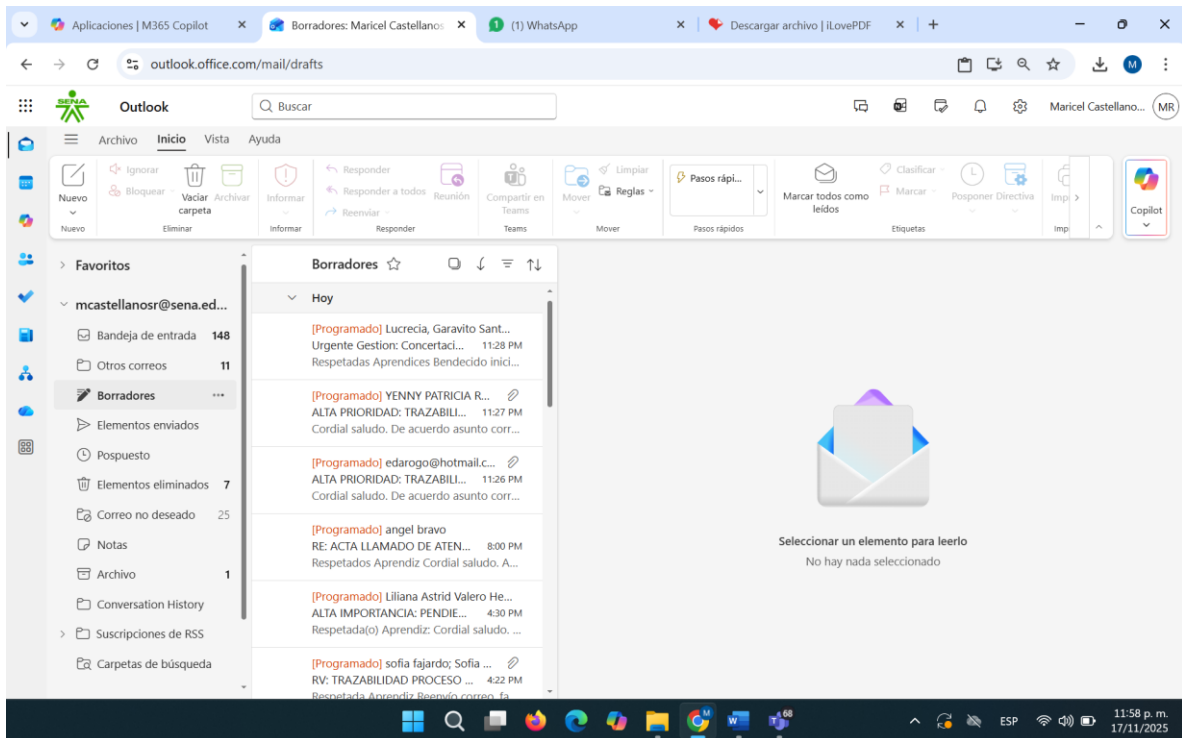 Aplicaciones | M365 Copilot
Borradores: Maricel Castellanos
(1) WhatsApp
Descargar archivo | iLovePDF
outlook.office.com/mail/drafts
M
SENA
Outlook
Buscar
Maricel Castellano...
MR
Archivo Inicio Vista Ayuda
Nuevo
Ignorar
Bloquear
Vaciar carpeta
Archivar
Informar
Responder
Responder a todos
Reenviar
Reunión
Compartir en Teams
Mover
Limpiar
Reglas
Pasos rápi...
Marcar todos como leídos
Clasificar
Marcar
Posponer
Directiva
Imp
Copilot
Nuevo
Eliminar
Informar
Responder
Teams
Mover
Pasos rápidos
Etiquetas
Imp
Favoritos
mcastellanosr@sena.ed...
Bandeja de entrada 148
Otros correos 11
Borradores ...
Elementos enviados
Pospuesto
Elementos eliminados 7
Correo no deseado 25
Notas
Archivo 1
Conversation History
Suscripciones de RSS
Carpetas de búsqueda
Borradores
Hoy
[Programado] Lucrecia, Garavito Sant...
Urgente Gestion: Concertaci... 11:28 PM
Respetadas Aprendices Bendecido inici...
[Programado] YENNY PATRICIA R...
ALTA PRIORIDAD: TRAZABILI... 11:27 PM
Cordial saludo. De acuerdo asunto corr...
[Programado] edarogo@hotmail.c...
ALTA PRIORIDAD: TRAZABILI... 11:26 PM
Cordial saludo. De acuerdo asunto corr...
[Programado] angel bravo
RE: ACTA LLAMADO DE ATEN... 8:00 PM
Respetados Aprendiz Cordial saludo. A...
[Programado] Liliana Astrid Valero He...
ALTA IMPORTANCIA: PENDIE... 4:30 PM
Respetada(o) Aprendiz: Cordial saludo. ...
[Programado] sofia fajardo; Sofia ...
RV: TRAZABILIDAD PROCESO ... 4:22 PM
Respetada Aprendiz Reenvío correo, fa
Seleccionar un elemento para leerlo
No hay nada seleccionado
68
ESP
11:58 p. m.
17/11/2025